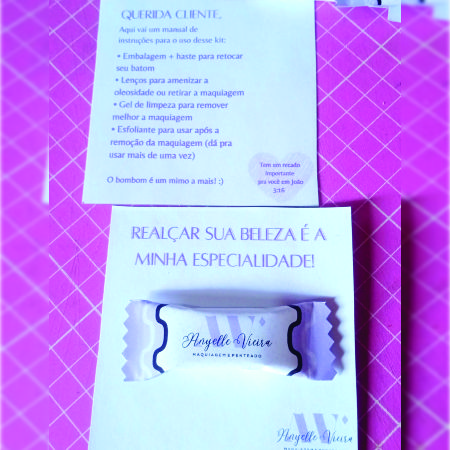 QUERIDA CLIENTE,
Aqui vai um manual de
instruções para o uso desse kit:
• Embalagem + haste para retocar
seu batom
• Lenços para amenizar a
oleosidade ou retirar a maquiagem
• Gel de limpeza para remover
melhor a maquiagem
• Esfoliante para usar após a
remoção da maquiagem (dá pra
usar mais de uma vez)
O bombom é um mimo a mais! :)
Tem um recado
importante
pra você em João
3:16
REALÇAR SUA BELEZA É A
MINHA ESPECIALIDADE!
Anyelle Vieira
MAQUIAGEM E PENTEADO
Anyelle Vieira